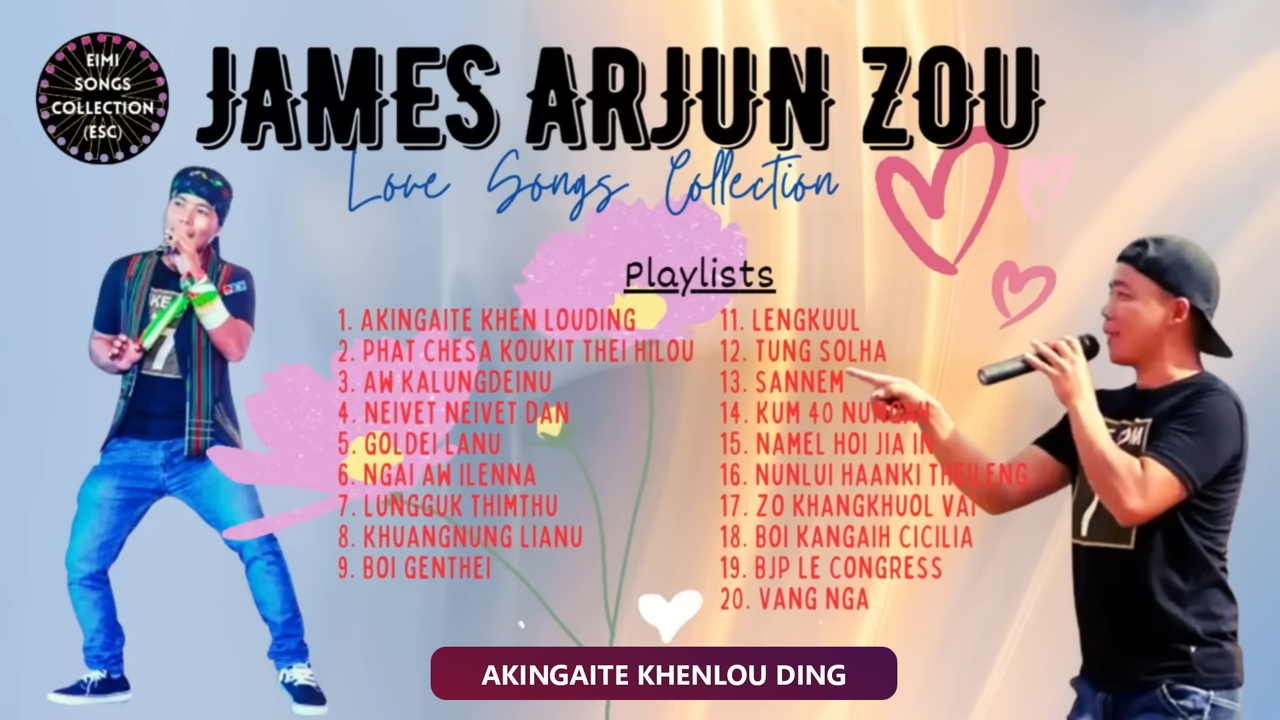 EIMI
SONGS
COLLECTION
(ESC)
JAMES ARJUN ZOU
Love Songs Collection
Playlists
1. AKINGAITE KHEN LOUDING
2. PHAT CHESA KOUKIT THEI HILOU
3. AW KALUNGDEINU
4. NEIVET NEIVET DAN
5. GOLDEI LANU
6. NGAI AW ILENNA
7. LUNGGUK THIMTHU
8. KHUANGNUNG LIANU
9. BOI GENTHEI
11. LENGKUUL
12. TUNG SOLHA
13. SANNEM
14. KUM 40
15. NAMEL HOI JIA IN
16. NUNLUI HAANKI THEILENG
17. ZO KHANGKHUOL VAI
18. BOI KANGAIH CICILIA
19. BJP LE CONGRESS
20. VANG NGA
AKINGAITE KHENLOU DING